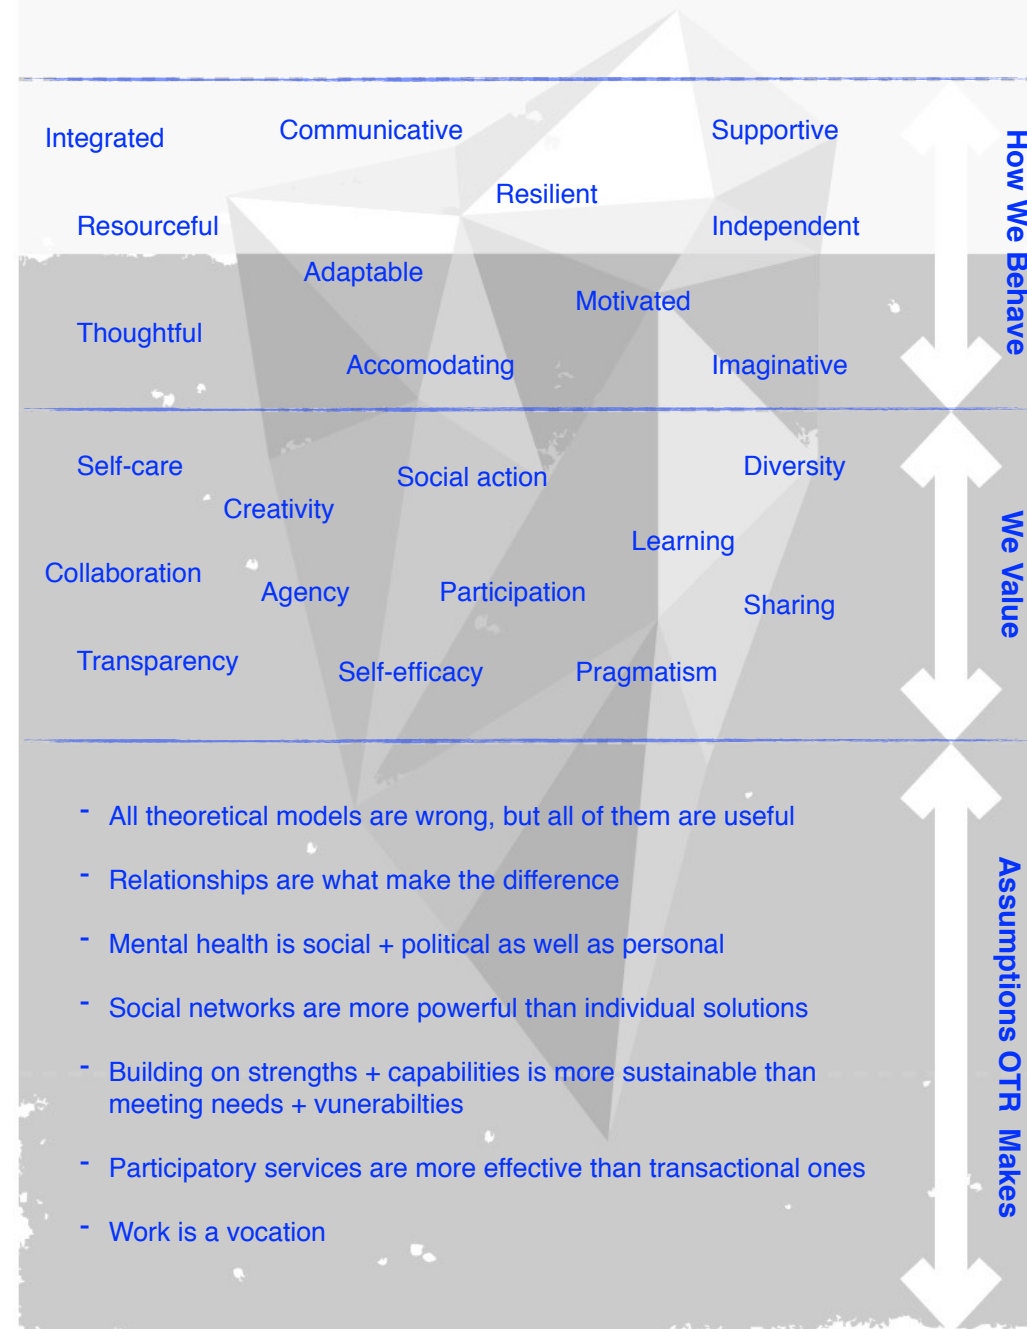 Integrated
Communicative
Supportive
Resilient
Resourceful
Independent
Adaptable
Motivated
Thoughtful
Accomodating
Imaginative
How We Behave
Self-care
Social action
Diversity
Creativity
Learning
Collaboration
Agency
Participation
Sharing
Transparency
Self-efficacy
Pragmatism
We Value
- All theoretical models are wrong, but all of them are useful
- Relationships are what make the difference
- Mental health is social + political as well as personal
- Social networks are more powerful than individual solutions
- Building on strengths + capabilities is more sustainable than
meeting needs + vunerabilties
- Participatory services are more effective than transactional ones
- Work is a vocation
Assumptions OTR Makes